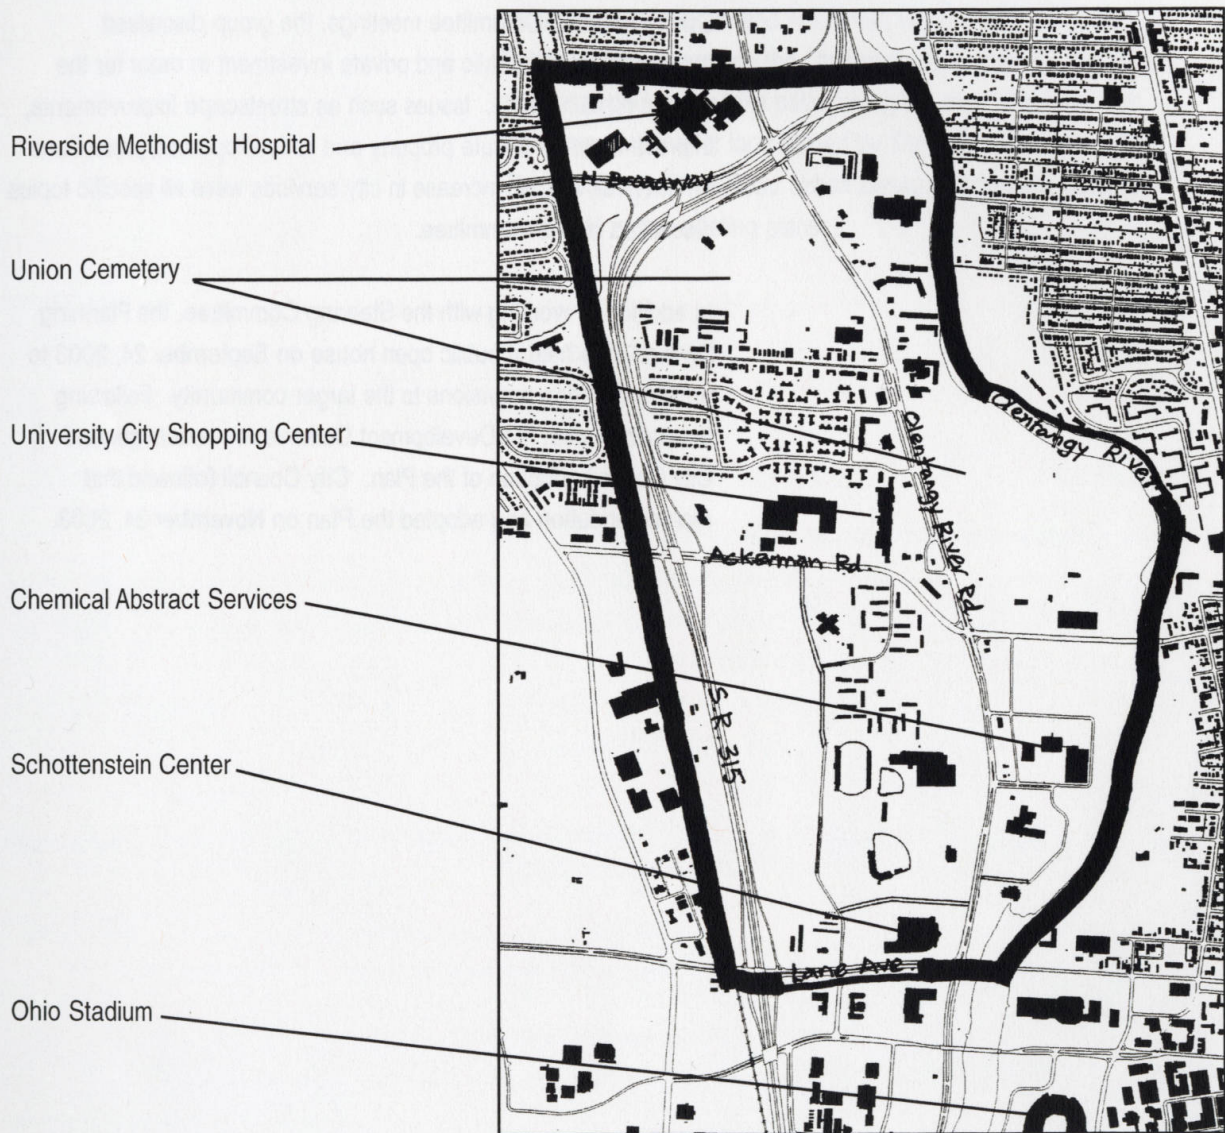 Riverside Methodist Hospital
Union Cemetery
University City Shopping Center
Chemical Abstract Services
Schottenstein Center
Ohio Stadium
N Broadway
Olentangy River
Olentangy River Rd.
Ackerman Rd.
S.R. 315
Lane Ave.